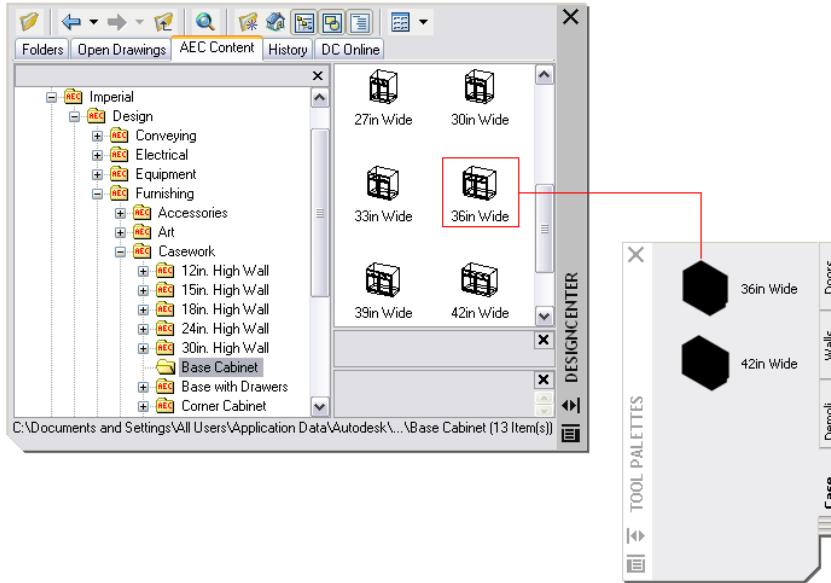 Folders Open Drawings AEC Content History DC Online
Imperial
Design
Conveying
Electrical
Equipment
Furnishing
Accessories
Art
Casework
12in. High Wall
15in. High Wall
18in. High Wall
24in. High Wall
30in. High Wall
Base Cabinet
Base with Drawers
Corner Cabinet
27in Wide 30in Wide
33in Wide 36in Wide
39in Wide 42in Wide
C:\Documents and Settings\All Users\Application Data\Autodesk\...\Base Cabinet (13 Item(s))
DESIGNCENTER
36in Wide
42in Wide
TOOL PALETTES
Doors
Walls
Demoli
Case